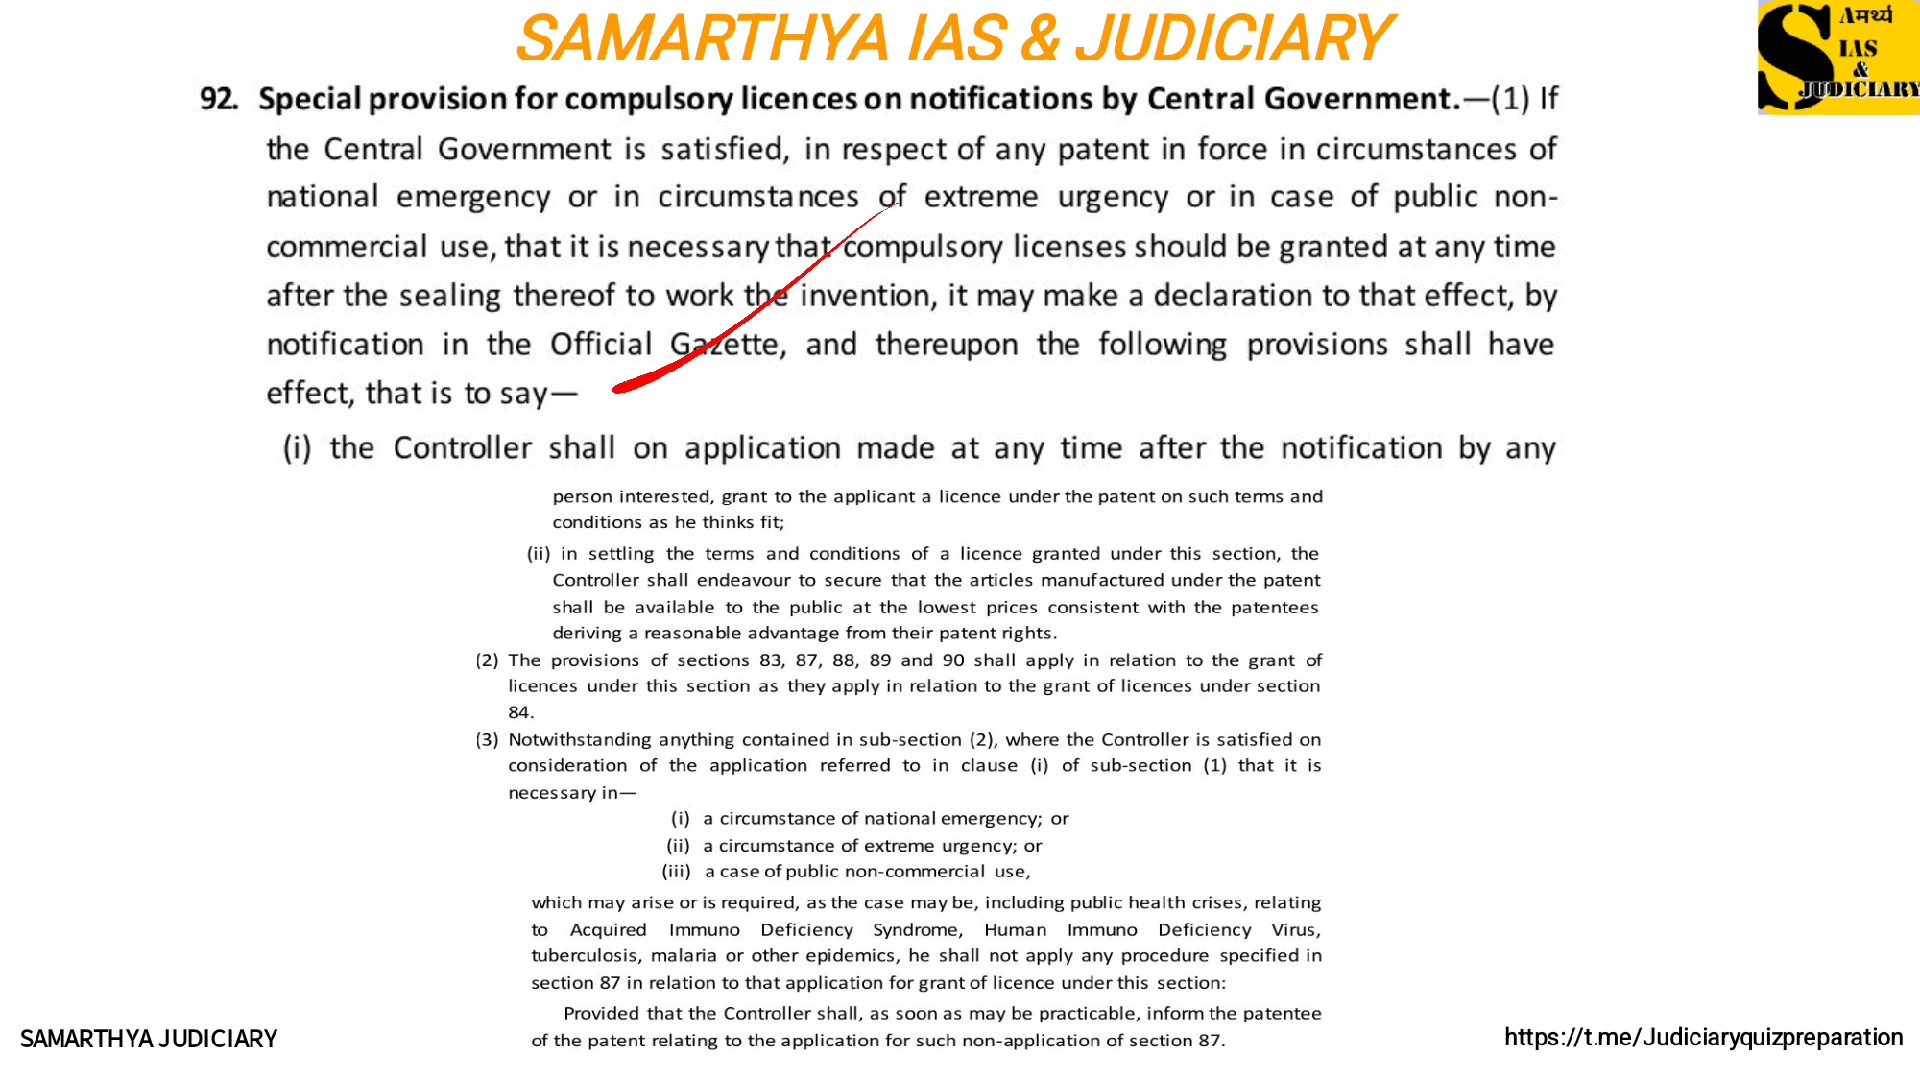 SAMARTHYA IAS & JUDICIARY
Λमर्थ्य
IΛS
&
JUDICIARY
92. Special provision for compulsory licences on notifications by Central Government.—(1) If
the Central Government is satisfied, in respect of any patent in force in circumstances of
national emergency or in circumstances of extreme urgency or in case of public non-
commercial use, that it is necessary that compulsory licenses should be granted at any time
after the sealing thereof to work the invention, it may make a declaration to that effect, by
notification in the Official Gazette, and thereupon the following provisions shall have
effect, that is to say—
(i) the Controller shall on application made at any time after the notification by any
person interested, grant to the applicant a licence under the patent on such terms and
conditions as he thinks fit;
(ii) in settling the terms and conditions of a licence granted under this section, the
Controller shall endeavour to secure that the articles manufactured under the patent
shall be available to the public at the lowest prices consistent with the patentees
deriving a reasonable advantage from their patent rights.
(2) The provisions of sections 83, 87, 88, 89 and 90 shall apply in relation to the grant of
licences under this section as they apply in relation to the grant of licences under section
84.
(3) Notwithstanding anything contained in sub-section (2), where the Controller is satisfied on
consideration of the application referred to in clause (i) of sub-section (1) that it is
necessary in—
(i) a circumstance of national emergency; or
(ii) a circumstance of extreme urgency; or
(iii) a case of public non-commercial use,
which may arise or is required, as the case may be, including public health crises, relating
to Acquired Immuno Deficiency Syndrome, Human Immuno Deficiency Virus,
tuberculosis, malaria or other epidemics, he shall not apply any procedure specified in
section 87 in relation to that application for grant of licence under this section:
Provided that the Controller shall, as soon as may be practicable, inform the patentee
of the patent relating to the application for such non-application of section 87.
SAMARTHYA JUDICIARY
https://t.me/Judiciaryquizpreparation